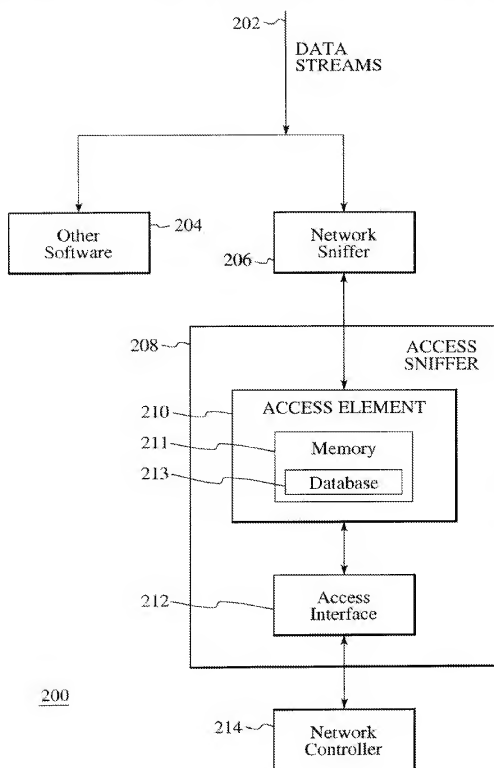 202
DATA
STREAMS
Other
Software
204
Network
Sniffer
206
208
ACCESS
SNIFFER
210
ACCESS ELEMENT
211
Memory
213
Database
212
Access
Interface
200
214
Network
Controller